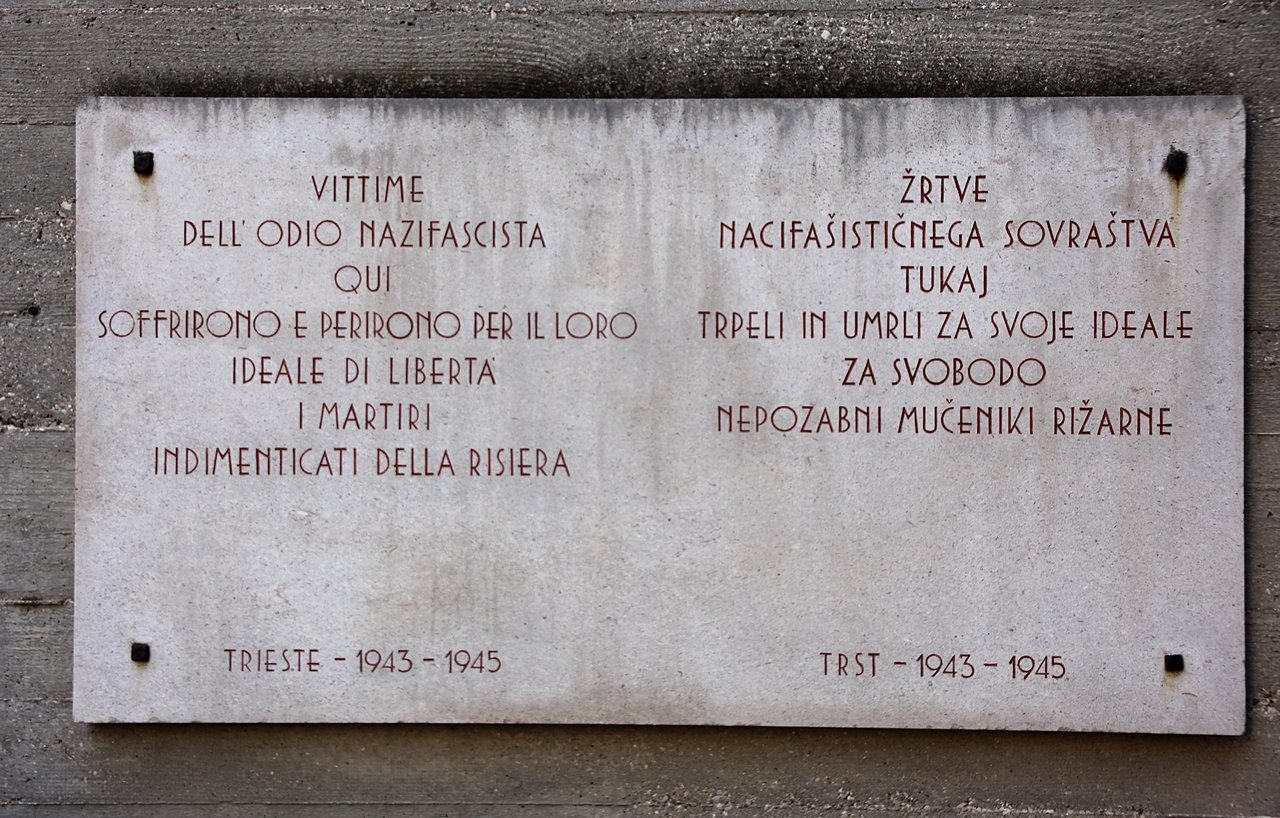 VITTIME
DELL' ODIO NAZIFASCISTA
QUI
SOFFRIRONO E PERIRONO PER IL LORO
IDEALE DI LIBERTA'
I MARTIRI
INDIMENTICATI DELLA RISIERA
TRIESTE - 1943 - 1945
ŽRTVE
NACIFAŠISTIČNEGA SOVRAŠTVA
TUKAJ
TRPELI IN UMRLI ZA SVOJE IDEALE
ZA SVOBODO
NEPOZABNI MUČENIKI RIŽARNE
TRST - 1943 - 1945